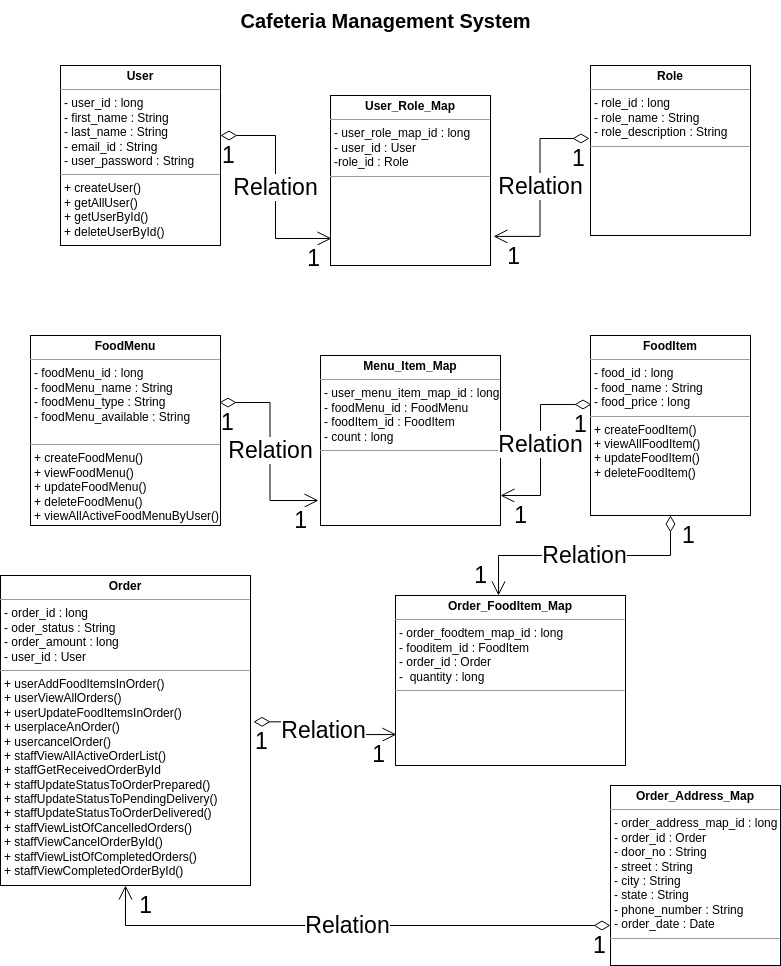 Cafeteria Management System
User
- user_id : long
- first_name : String
- last_name : String
- email_id : String
- user_password : String
+ createUser()
+ getAllUser()
+ getUserById()
+ deleteUserById()
1
Relation
1
User_Role_Map
- user_role_map_id : long
- user_id : User
-role_id : Role
Role
- role_id : long
- role_name : String
- role_description : String
1
Relation
1
FoodMenu
- foodMenu_id : long
- foodMenu_name : String
- foodMenu_type : String
- foodMenu_available : String
+ createFoodMenu()
+ viewFoodMenu()
+ updateFoodMenu()
+ deleteFoodMenu()
+ viewAllActiveFoodMenuByUser()
1
Relation
1
Menu_Item_Map
- user_menu_item_map_id : long
- foodMenu_id : FoodMenu
- foodItem_id : FoodItem
- count : long
FoodItem
- food_id : long
- food_name : String
- food_price : long
+ createFoodItem()
+ viewAllFoodItem()
+ updateFoodItem()
+ deleteFoodItem()
1
Relation
1
1
Relation
1
Order
- order_id : long
- oder_status : String
- order_amount : long
- user_id : User
+ userAddFoodItemsInOrder()
+ userViewAllOrders()
+ userUpdateFoodItemsInOrder()
+ userplaceAnOrder()
+ usercancelOrder()
+ staffViewAllActiveOrderList()
+ staffGetReceivedOrderById
+ staffUpdateStatusToOrderPrepared()
+ staffUpdateStatusToPendingDelivery()
+ staffUpdateStatusToOrderDelivered()
+ staffViewListOfCancelledOrders()
+ staffViewCancelOrderById()
+ staffViewListOfCompletedOrders()
+ staffViewCompletedOrderById()
1
Relation
1
Order_FoodItem_Map
- order_foodtem_map_id : long
- fooditem_id : FoodItem
- order_id : Order
-  quantity : long
Order_Address_Map
- order_address_map_id : long
- order_id : Order
- door_no : String
- street : String
- city : String
- state : String
- phone_number : String
- order_date : Date
1
Relation
1